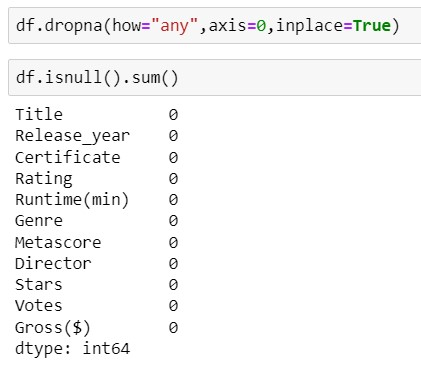 df.dropna(how="any",axis=0,inplace=True)
df.isnull().sum()
Title 0
Release_year 0
Certificate 0
Rating 0
Runtime(min) 0
Genre 0
Metascore 0
Director 0
Stars 0
Votes 0
Gross($) 0
dtype: int64